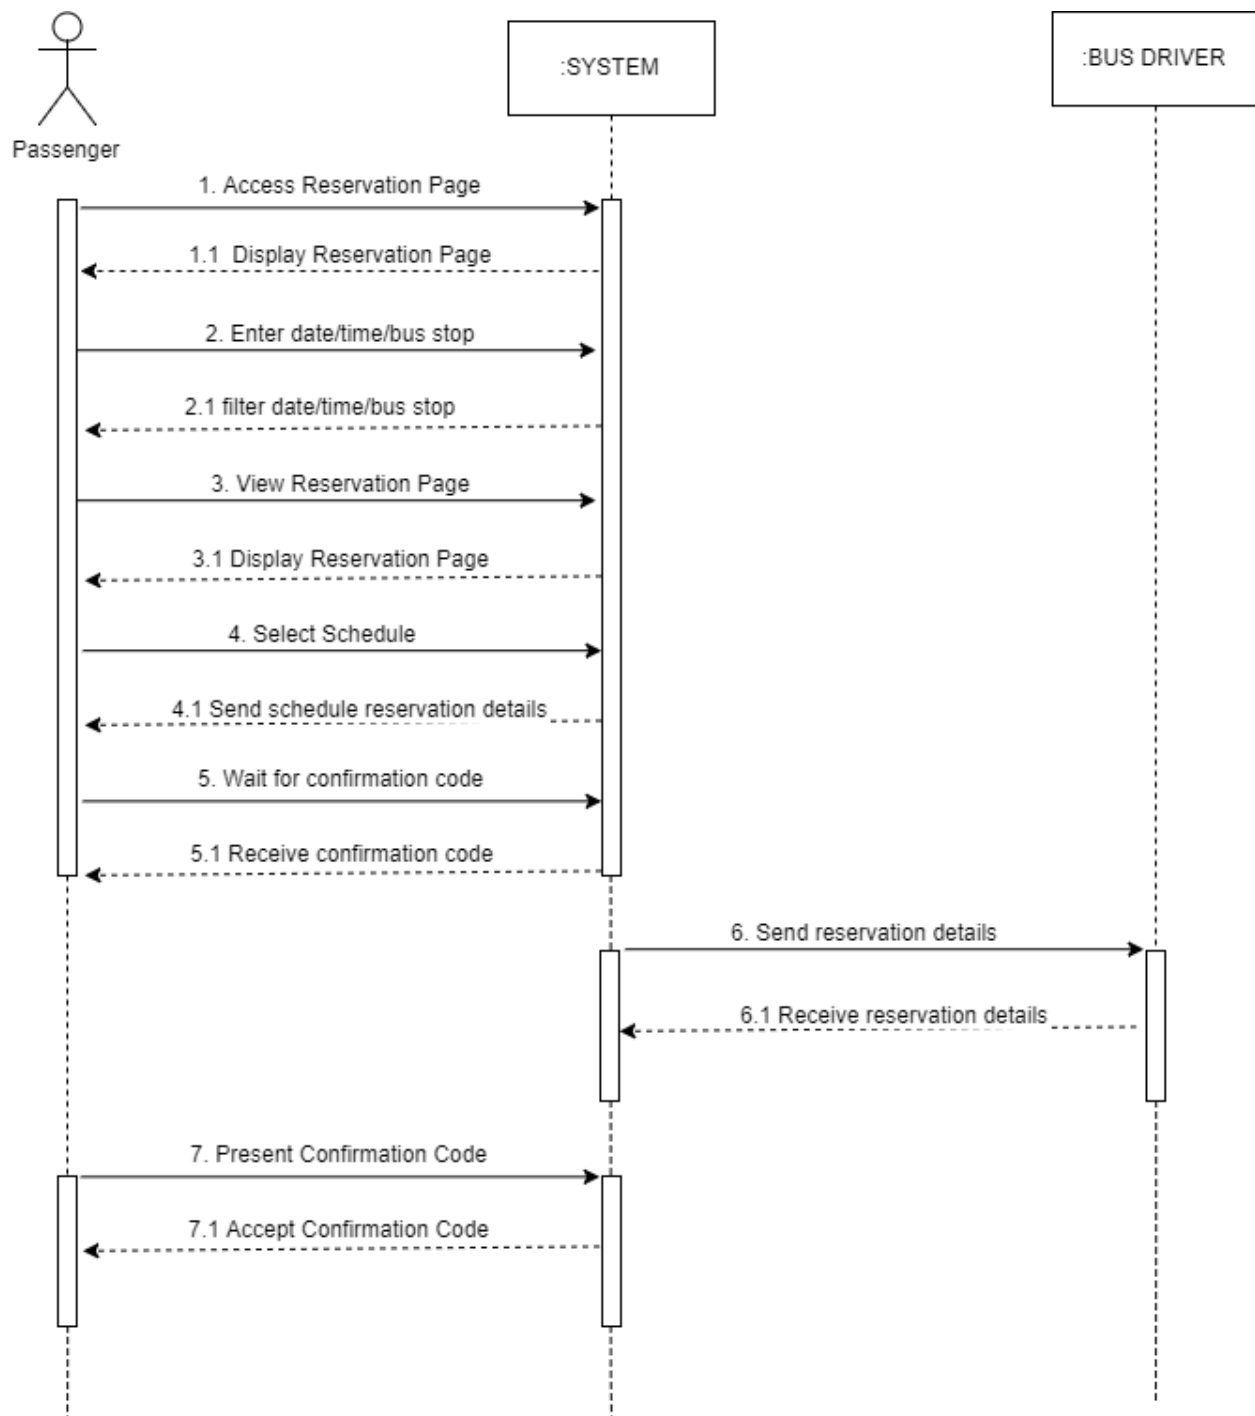 :SYSTEM
:BUS DRIVER
Passenger
1. Access Reservation Page
1.1 Display Reservation Page
2. Enter date/time/bus stop
2.1 filter date/time/bus stop
3. View Reservation Page
3.1 Display Reservation Page
4. Select Schedule
4.1 Send schedule reservation details
5. Wait for confirmation code
5.1 Receive confirmation code
6. Send reservation details
6.1 Receive reservation details
7. Present Confirmation Code
7.1 Accept Confirmation Code